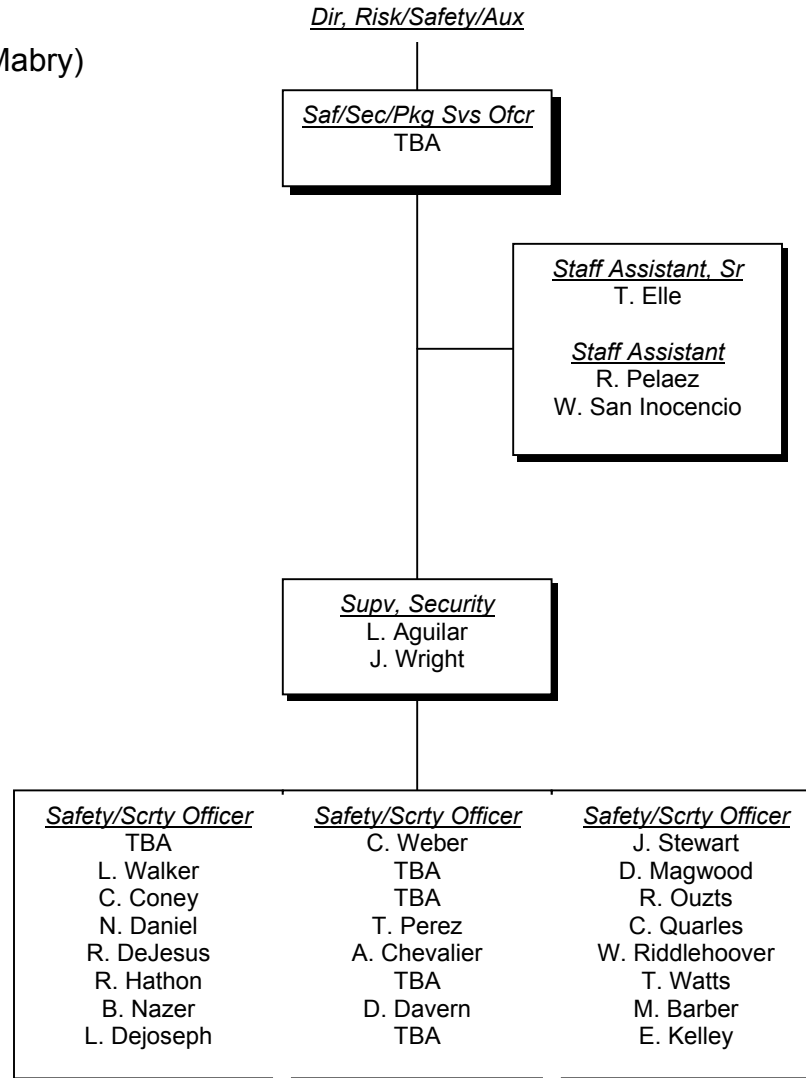 Dir, Risk/Safety/Aux
Mabry)
Saf/Sec/Pkg Svs Ofcr
TBA
Staff Assistant, Sr
T. Elle
Staff Assistant
R. Pelaez
W. San Inocencio
Supv, Security
L. Aguilar
J. Wright
Safety/Scrty Officer
TBA
L. Walker
C. Coney
N. Daniel
R. DeJesus
R. Hathon
B. Nazer
L. Dejoseph
Safety/Scrty Officer
C. Weber
TBA
TBA
T. Perez
A. Chevalier
TBA
D. Davern
TBA
Safety/Scrty Officer
J. Stewart
D. Magwood
R. Ouzts
C. Quarles
W. Riddlehoover
T. Watts
M. Barber
E. Kelley